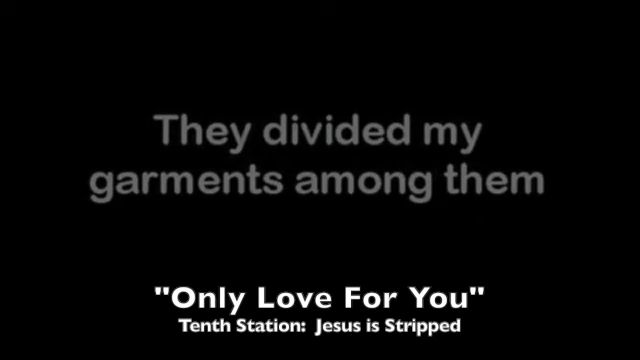 They divided my
garments among them
"Only Love For You"
Tenth Station:  Jesus is Stripped